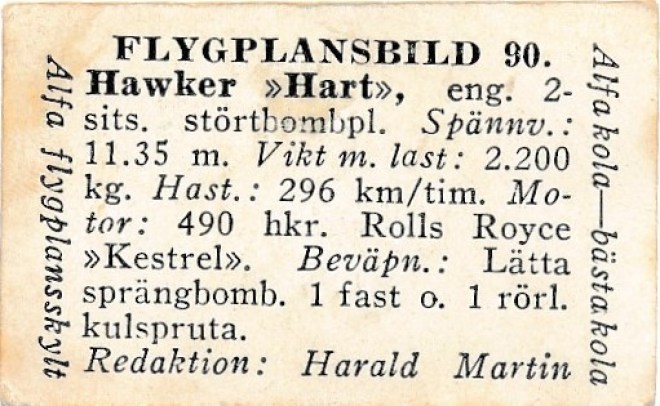 FLYGPLANSBILD 90.
Hawker »Hart», eng. 2-
sits. störtbombpl. Spännv.:
11.35 m. Vikt m. last: 2.200
kg. Hast.: 296 km/tim. Mo-
tor: 490 hkr. Rolls Royce
»Kestrel». Beväpn.: Lätta
sprängbomb. 1 fast o. 1 rörl.
kulspruta.
Redaktion: Harald Martin
Alfa flygplansskylt
Alfa kola—bästa kola